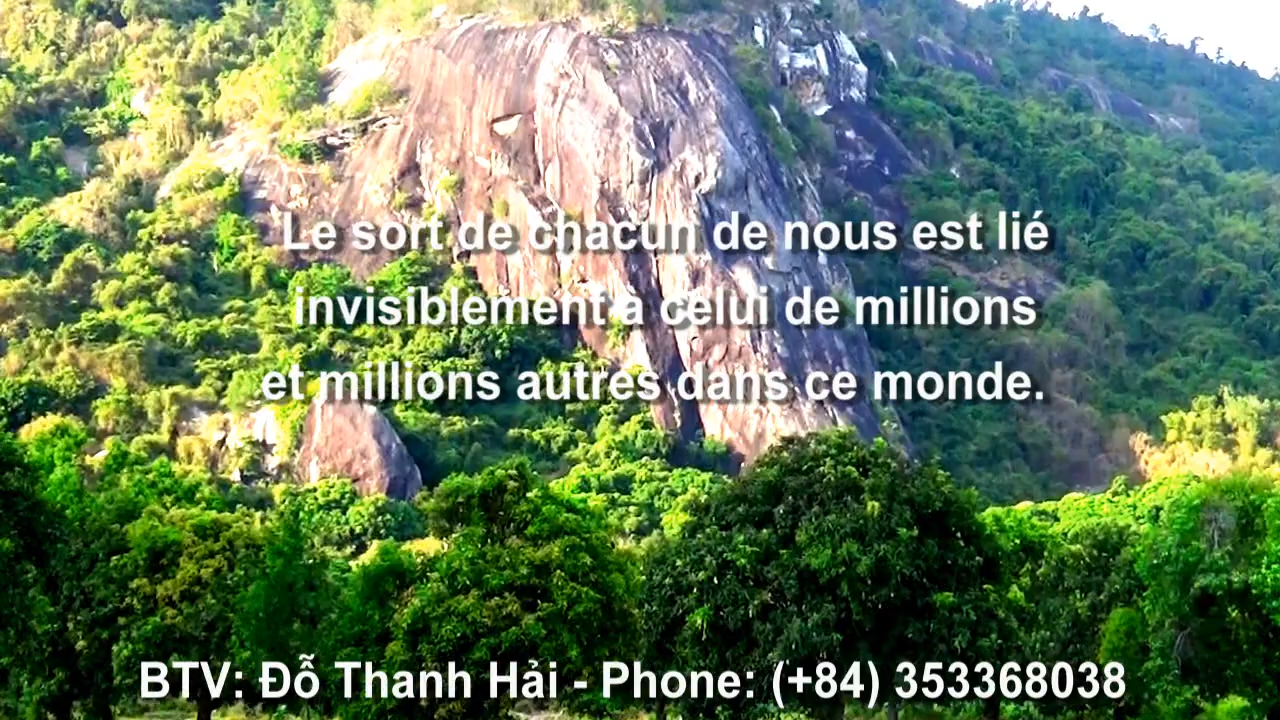 Le sort de chacun de nous est lié
invisiblement à celui de millions
et millions autres dans ce monde.
BTV: Đỗ Thanh Hải - Phone: (+84) 353368038